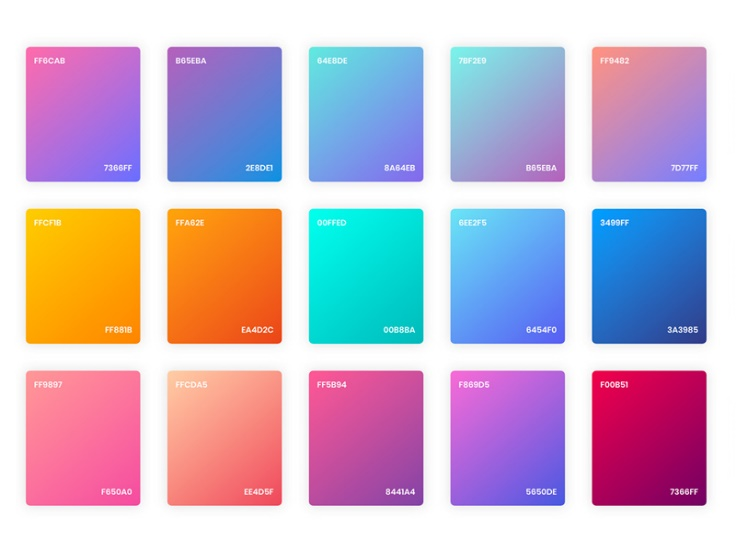 FF6CAB
7366FF
B65EBA
2E8DE1
64E8DE
8A64EB
7BF2E9
B65EBA
FF9482
7D77FF
FFCF1B
FF881B
FFA62E
EA4D2C
00FFED
00B8BA
6EE2F5
6454F0
3499FF
3A3985
FF9897
F650A0
FFCDA5
EE4D5F
FF5B94
8441A4
F869D5
5650DE
F00B51
7366FF